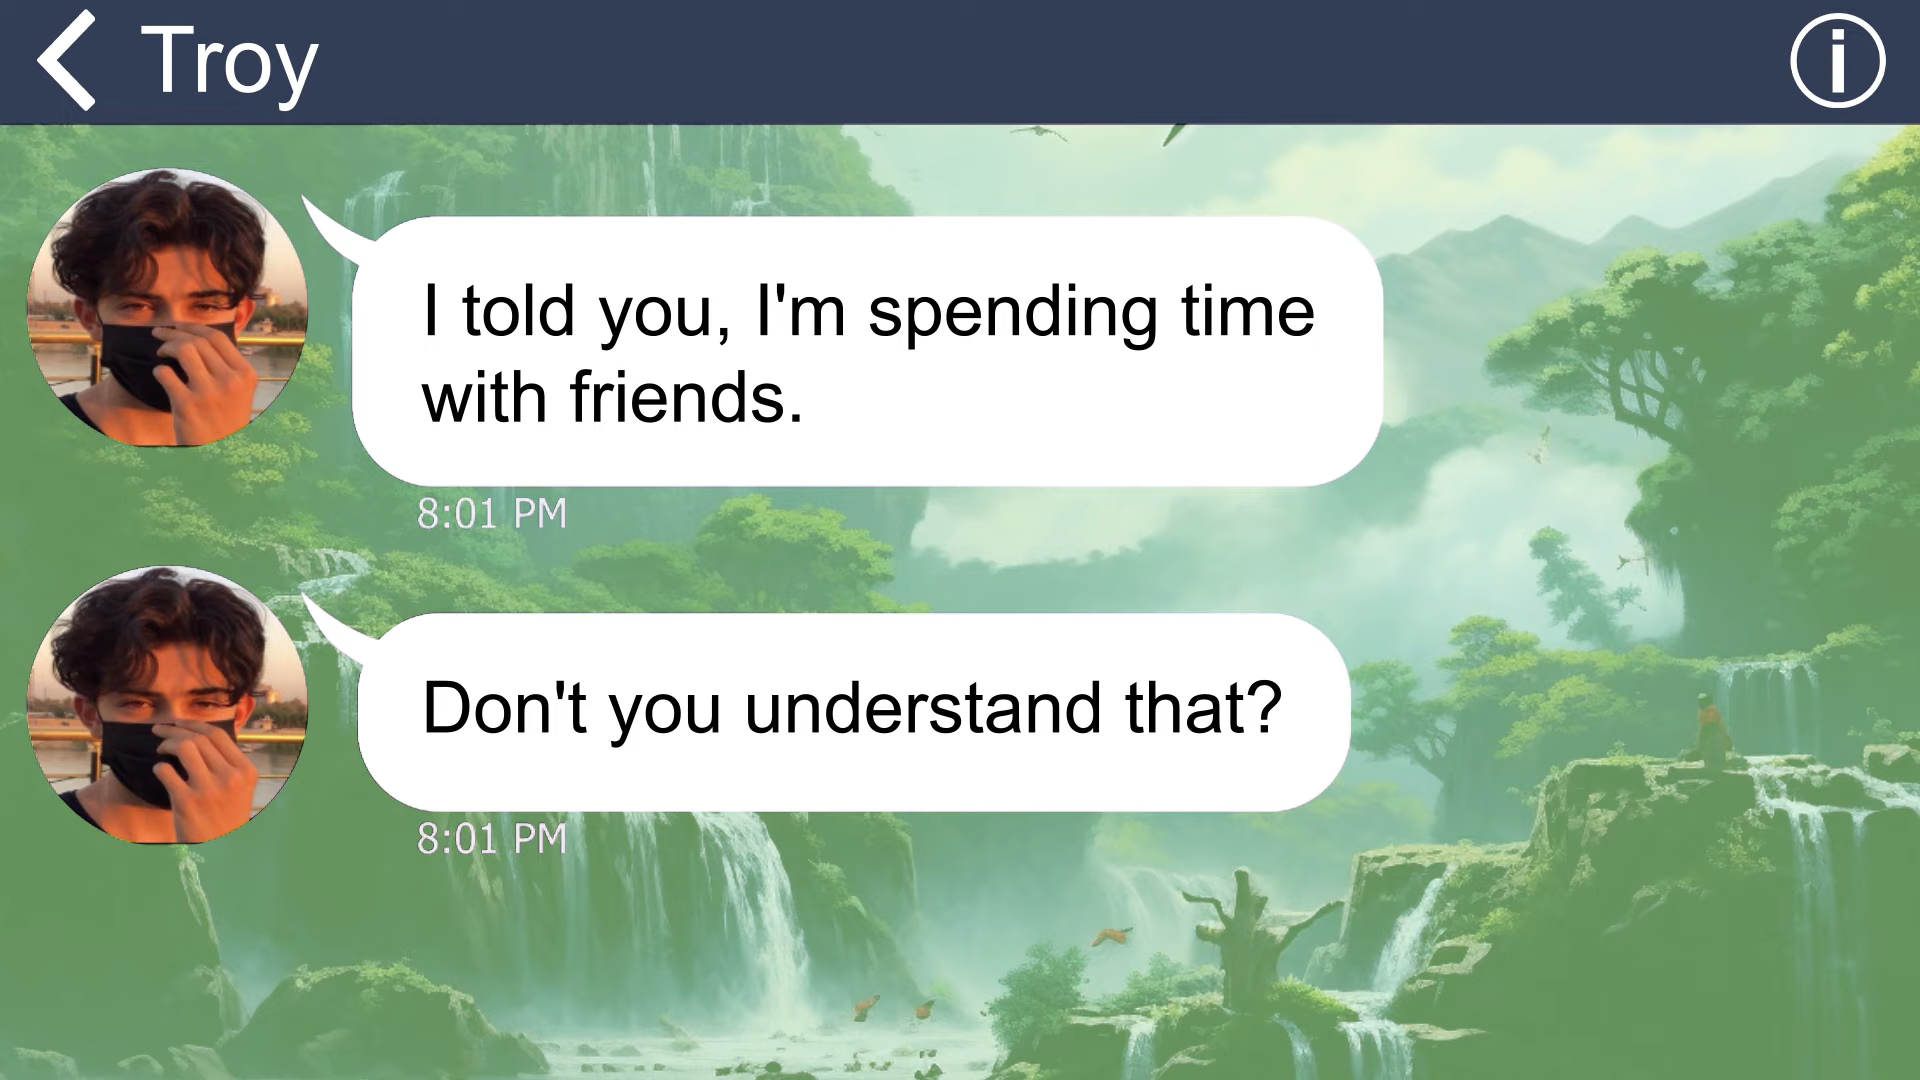 Troy
I told you, I'm spending time
with friends.
8:01 PM
Don't you understand that?
8:01 PM